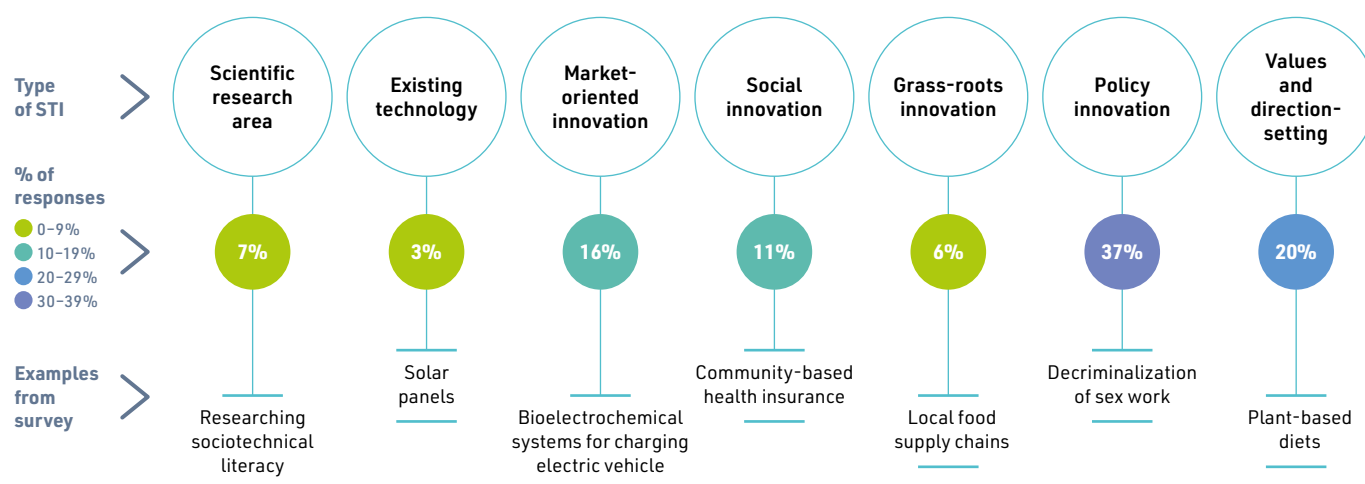 Type
of STI
Scientific
research
area
Existing
technology
Market-
oriented
innovation
Social
innovation
Grass-roots
innovation
Policy
innovation
Values
and
direction-
setting
% of
responses
0–9%
10–19%
20–29%
30–39%
7%
3%
16%
11%
6%
37%
20%
Examples
from
survey
Researching
sociotechnical
literacy
Solar
panels
Bioelectrochemical
systems for charging
electric vehicle
Community-based
health insurance
Local food
supply chains
Decriminalization
of sex work
Plant-based
diets